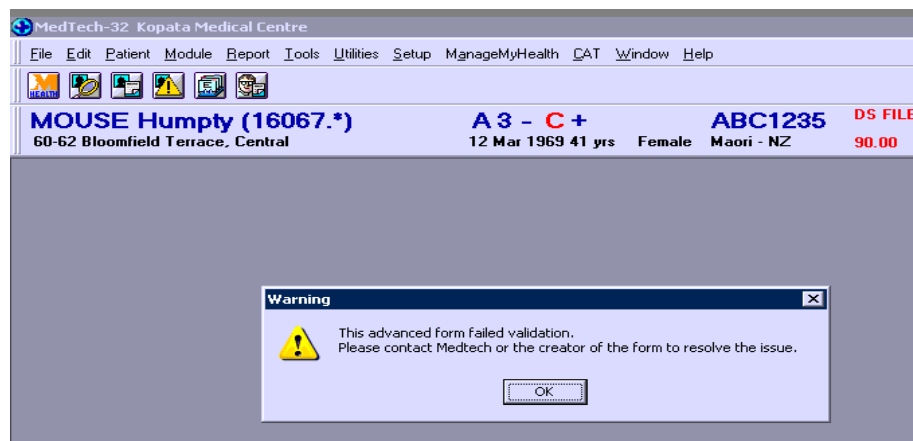 MedTech-32 Kopata Medical Centre
File Edit Patient Module Report Tools Utilities Setup ManageMyHealth CAT Window Help
HEALTH
MOUSE Humpty (16067.*) A 3 - C + ABC1235 DS FILE
60-62 Bloomfield Terrace, Central 12 Mar 1969 41 yrs Female Maori - NZ 90.00
Warning
This advanced form failed validation.
Please contact Medtech or the creator of the form to resolve the issue.
OK